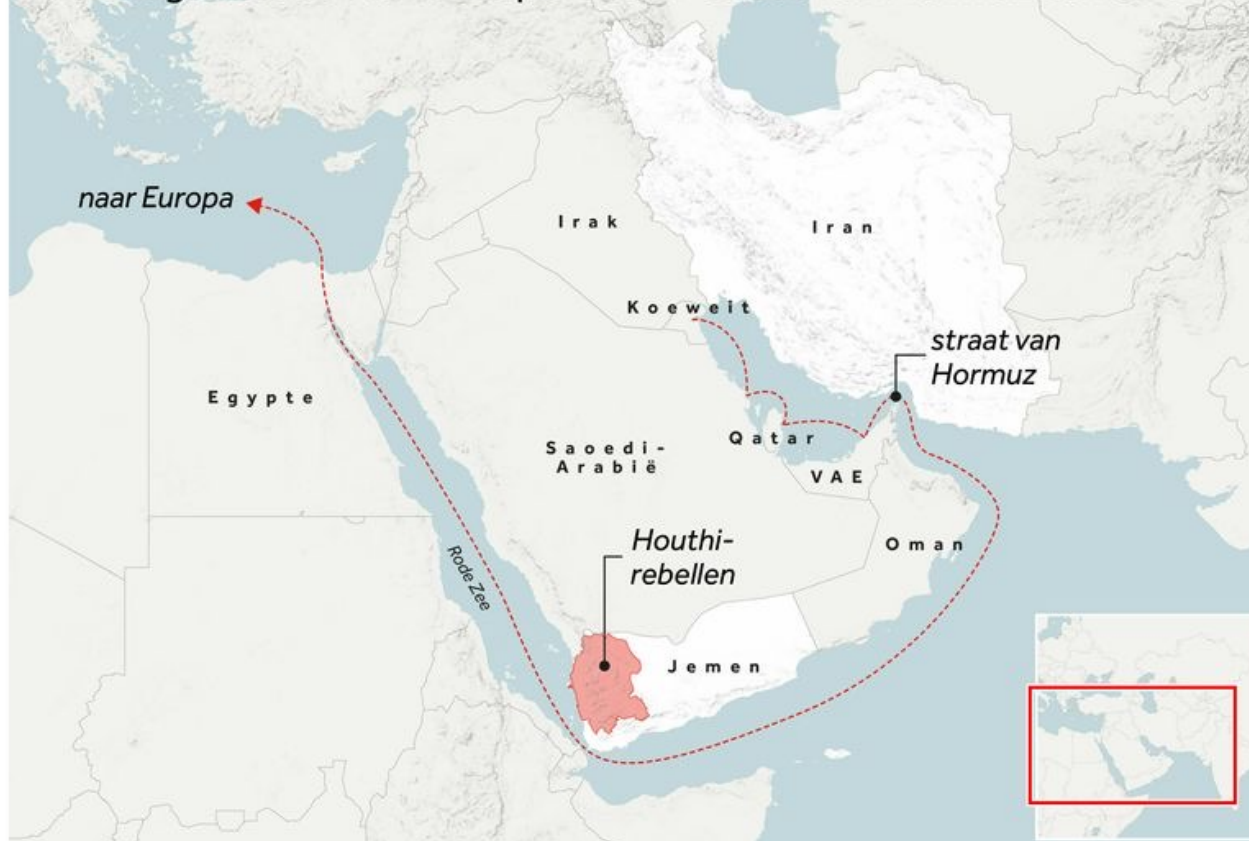 naar Europa
Irak
Iran
Koeweit
straat van
Hormuz
Egypte
Qatar
Saoedi-
Arabië
VAE
Oman
Houthi-
rebellen
Rode Zee
Jemen